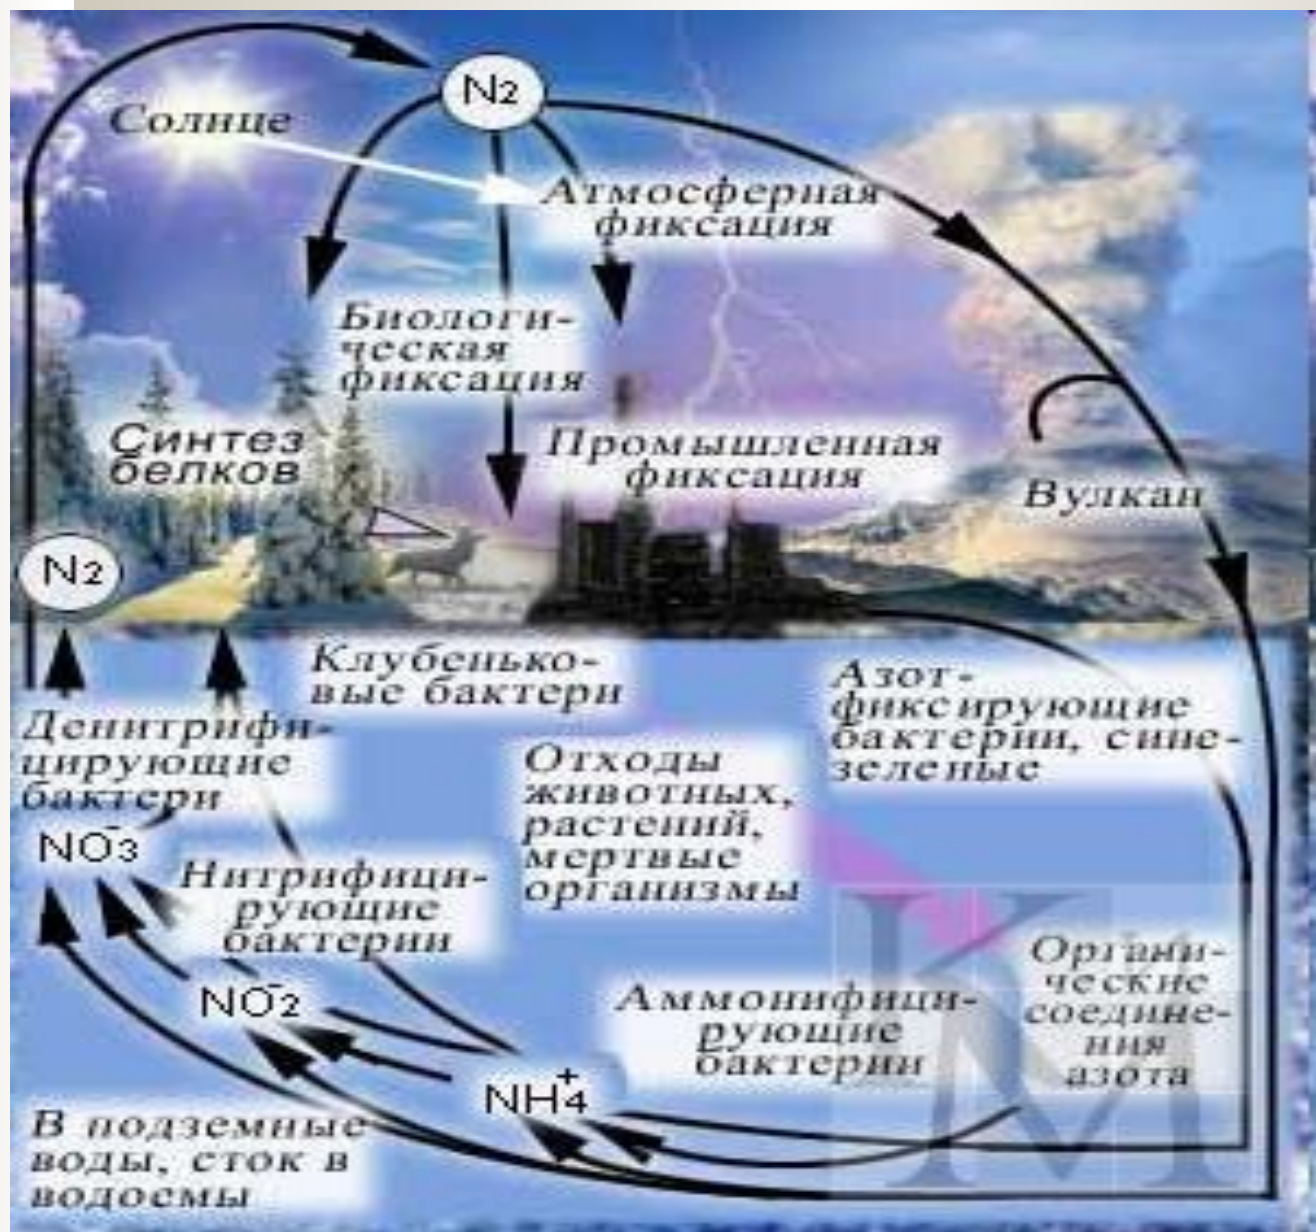 N2
Солнце
Атмосферная
фиксация
Биологи-
ческая
фиксация
Синтез
белков
Промышленная
фиксация
Вулкан
N2
Клубенько-
вые бактери
Азот-
фиксирующие
бактерии, сине-
зеленые
Денитрифи-
цирующие
бактери
Отходы
животных,
растений,
мертвые
организмы
NO3-
Нитрифици-
рующие
бактерии
Органи-
ческие
соедине-
ния
азота
NO2-
Аммонифици-
рующие
бактерии
NH4+
В подземные
воды, сток в
водоемы
KM